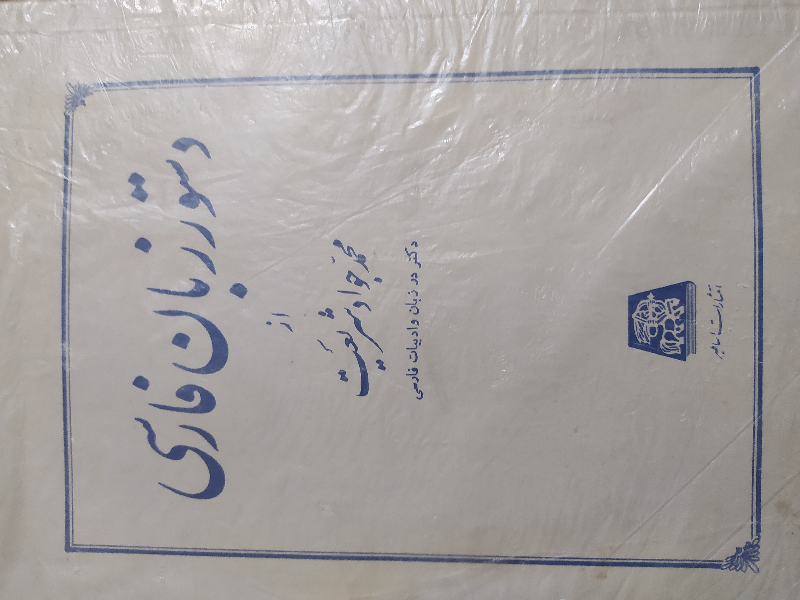 دستور زبان فارسی
از
محمد جواد شریعت
دکتر در زبان و ادبیات فارسی
انتشارات اساطیر